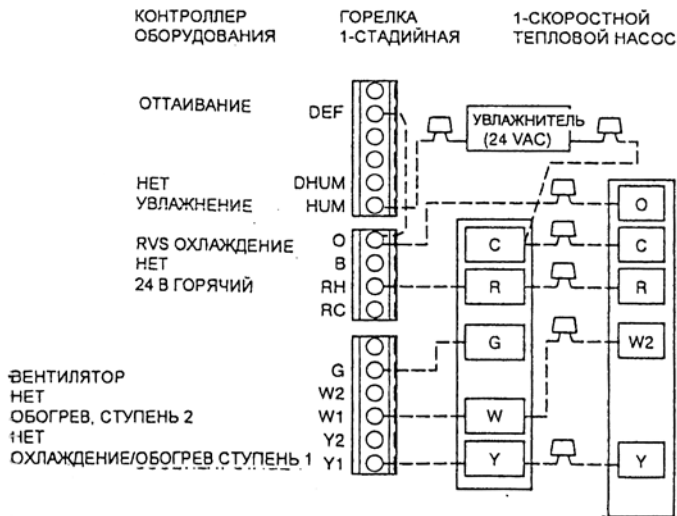 КОНТРОЛЛЕР
ОБОРУДОВАНИЯ
ГОРЕЛКА
1-СТАДИЙНАЯ
1-СКОРОСТНОЙ
ТЕПЛОВОЙ НАСОС
ОТТАИВАНИЕ
DEF
УВЛАЖНИТЕЛЬ
(24 VAC)
НЕТ DHUM
УВЛАЖНЕНИЕ HUM
O
RVS ОХЛАЖДЕНИЕ O C C
НЕТ B
24 В ГОРЯЧИЙ RH R R
RC
G W2
ВЕНТИЛЯТОР G
НЕТ W2
ОБОГРЕВ, СТУПЕНЬ 2 W1 W
НЕТ Y2
ОХЛАЖДЕНИЕ/ОБОГРЕВ СТУПЕНЬ 1 Y1 Y Y